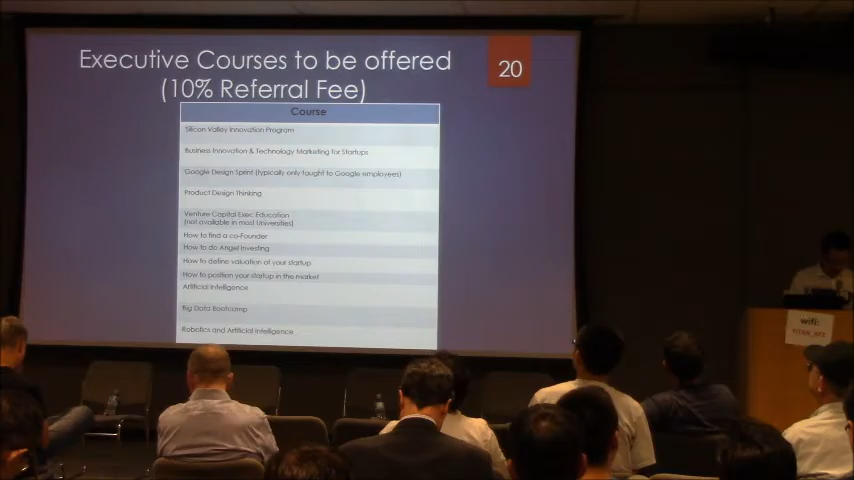 Executive Courses to be offered
(10% Referral Fee)
20
Course
Silicon Valley Innovation Program
Business Innovation & Technology Marketing for Startups
Google Design Sprint (typically only taught to Google employees)
Product Design Thinking
Venture Capital Exec Education
(not available in most Universities)
How to find a co-Founder
How to do Angel Investing
How to define valuation of your startup
How to position your startup in the market
Artificial Intelligence
Big Data Bootcamp
Robotics and Artificial Intelligence
wifi: